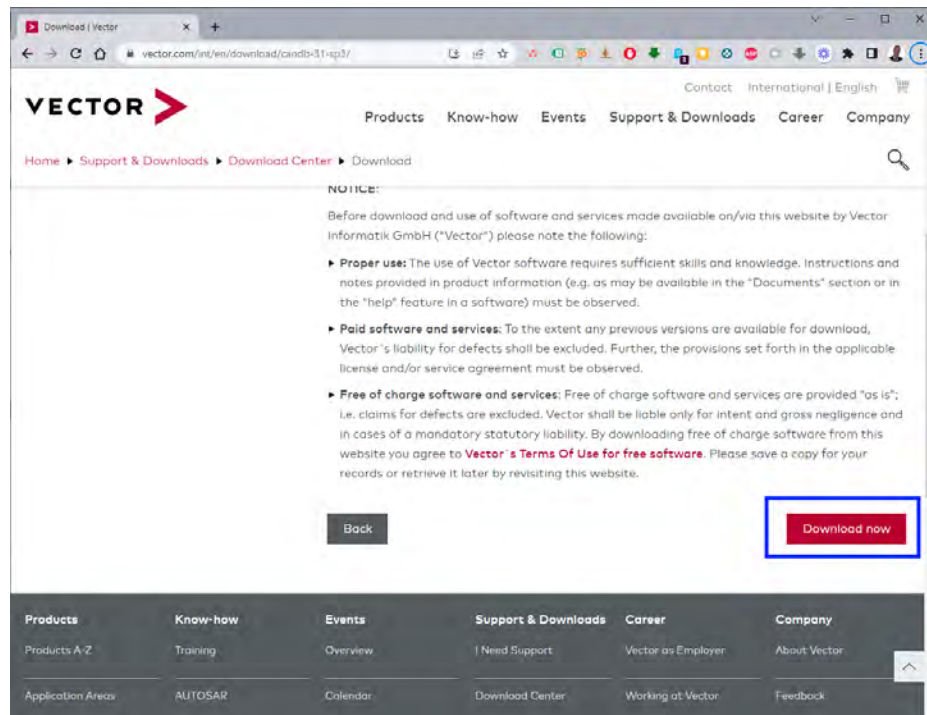 Download | Vector
vector.com/int/en/download/candb-31-sp3/
Contact International | English
VECTOR
Products Know-how Events Support & Downloads Career Company
Home ▸ Support & Downloads ▸ Download Center ▸ Download
NOTICE:
Before download and use of software and services made available on/via this website by Vector
Informatik GmbH ("Vector") please note the following:
▸ Proper use: The use of Vector software requires sufficient skills and knowledge. Instructions and
notes provided in product information (e.g. as may be available in the "Documents" section or in
the "help" feature in a software) must be observed.
▸ Paid software and services: To the extent any previous versions are available for download,
Vector´s liability for defects shall be excluded. Further, the provisions set forth in the applicable
license and/or service agreement must be observed.
▸ Free of charge software and services: Free of charge software and services are provided "as is";
i.e. claims for defects are excluded. Vector shall be liable only for intent and gross negligence and
in cases of a mandatory statutory liability. By downloading free of charge software from this
website you agree to Vector´s Terms Of Use for free software. Please save a copy for your
records or retrieve it later by revisiting this website.
Back Download now
Products Know-how Events Support & Downloads Career Company
Products A-Z Training Overview I Need Support Vector as Employer About Vector
Application Areas AUTOSAR Calendar Download Center Working at Vector Feedback